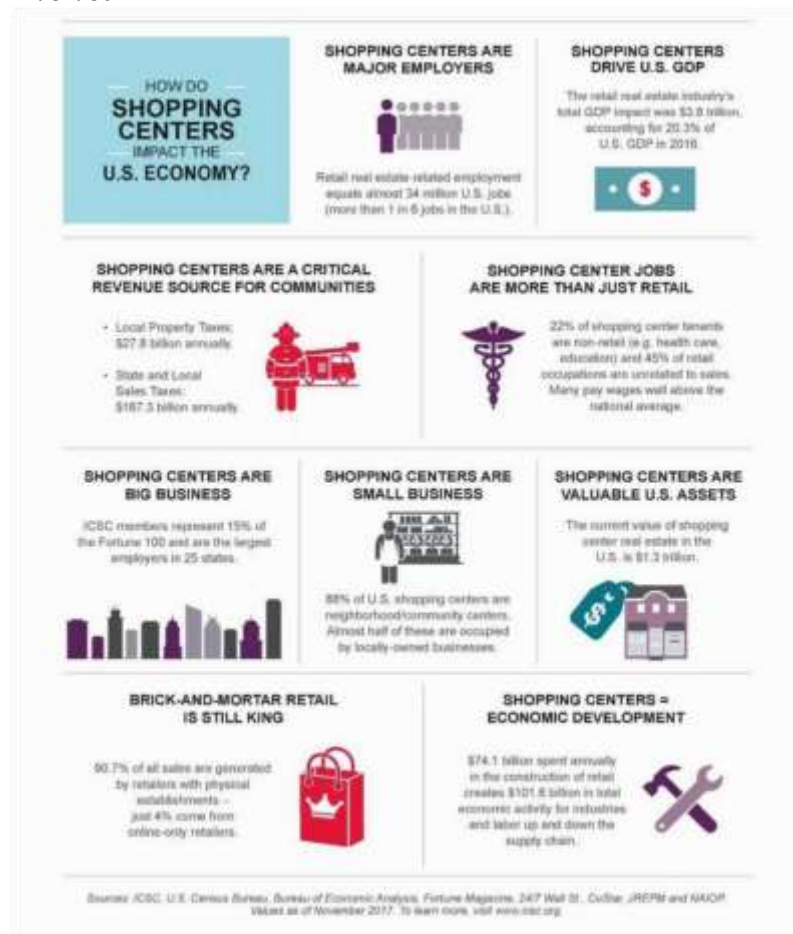 HOW DO
SHOPPING
CENTERS
IMPACT THE
U.S. ECONOMY?
SHOPPING CENTERS ARE
MAJOR EMPLOYERS
Retail real estate related employment
equals almost 34 million U.S. jobs
(more than 1 in 6 jobs in the U.S.).
SHOPPING CENTERS
DRIVE U.S. GDP
The retail real estate industry's
total GDP impact was $3.8 trillion,
accounting for 20.3% of
U.S. GDP in 2016.
$
SHOPPING CENTERS ARE A CRITICAL
REVENUE SOURCE FOR COMMUNITIES
• Local Property Taxes:
$27.8 billion annually.
• State and Local
Sales Taxes:
billion annually.
SHOPPING CENTER JOBS
ARE MORE THAN JUST RETAIL
22% of shopping center tenants
are non-retail (e.g. health care,
education) and 45% of retail
occupations are unrelated to sales.
Many pay wages well above the
national average.
SHOPPING CENTERS ARE
BIG BUSINESS
ICSC members represent 15% of
the Fortune 100 and are the largest
employers in 25 states.
SHOPPING CENTERS ARE
SMALL BUSINESS
of U.S. shopping centers are
neighborhood/community centers.
Almost half of these are occupied
by locally-owned businesses.
SHOPPING CENTERS ARE
VALUABLE U.S. ASSETS
The current value of shopping
center real estate in the
U.S. is $1.3 trillion.
$
BRICK-AND-MORTAR RETAIL
IS STILL KING
90.7% of all sales are generated
by retailers with physical
establishments –
just 4% come from
online-only retailers.
SHOPPING CENTERS =
ECONOMIC DEVELOPMENT
$74.1 billion spent annually
in the construction of retail
creates $101.6 billion in total
economic activity for industries
and labor up and down the
supply chain.
Sources: ICSC, U.S. Census Bureau, Bureau of Economic Analysis, Fortune Magazine, 24/7 Wall St., CoStar, JREPM and NAIOP.
Values as of November 2017. To learn more, visit www.icsc.org